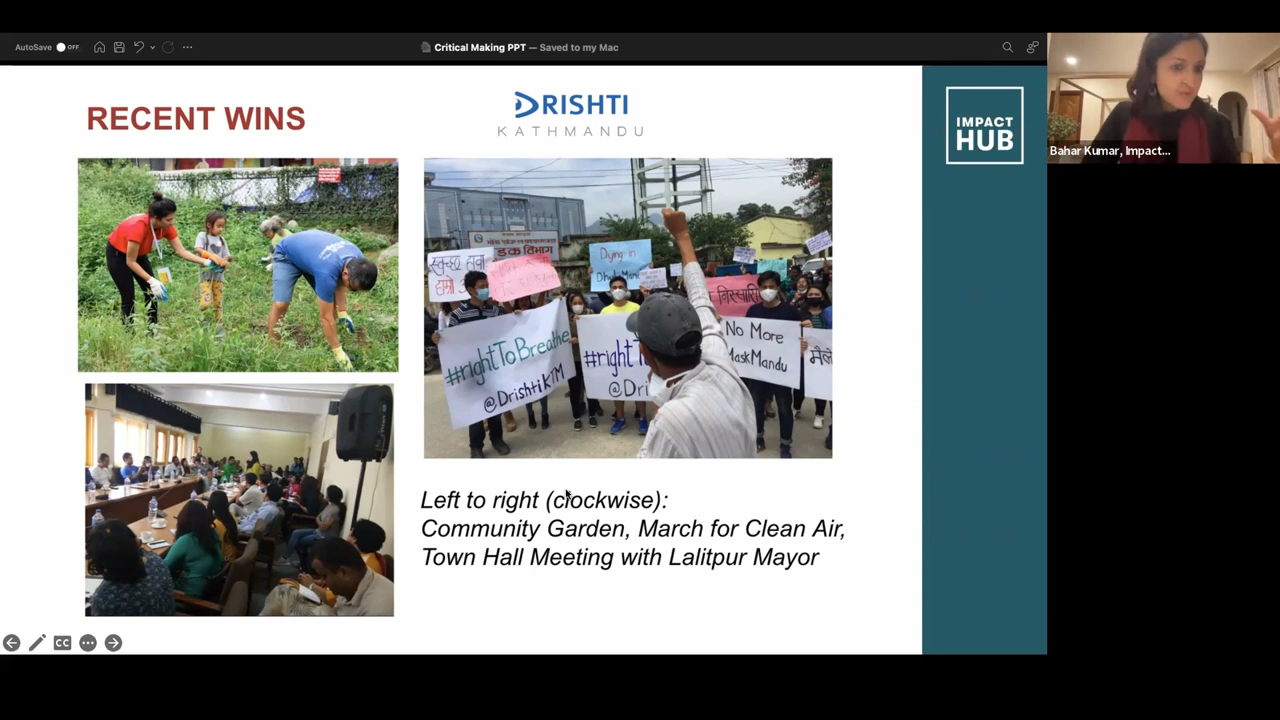 AutoSave OFF
Critical Making PPT — Saved to my Mac
RECENT WINS
DRISHTI
KATHMANDU
IMPACT
HUB
Bahar Kumar, Impact...
डक विभाग
Dying in
#rightToBreathe
@DrishtiKTM
No More
MaskMandu
Left to right (clockwise):
Community Garden, March for Clean Air,
Town Hall Meeting with Lalitpur Mayor
CC